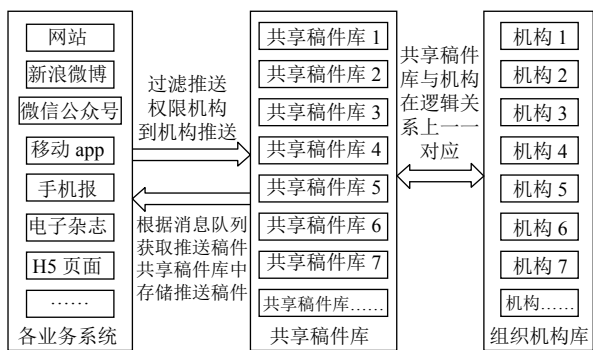 网站
新浪微博
微信公众号
移动 app
手机报
电子杂志
H5 页面
……
各业务系统
过滤推送
权限机构
到机构推送
根据消息队列
获取推送稿件
共享稿件库中
存储推送稿件
共享稿件库 1
共享稿件库 2
共享稿件库 3
共享稿件库 4
共享稿件库 5
共享稿件库 6
共享稿件库 7
共享稿件库……
共享稿件库
共享稿件
库与机构
在逻辑关
系上一一
对应
机构 1
机构 2
机构 3
机构 4
机构 5
机构 6
机构 7
机构……
组织机构库